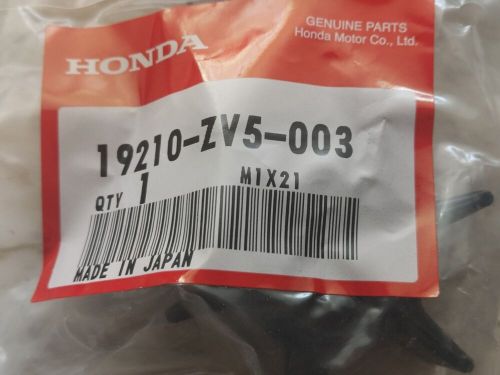 HONDA
GENUINE PARTS
Honda Motor Co., Ltd.
19210-ZV5-003
QTY 1 M1X21
MADE IN JAPAN